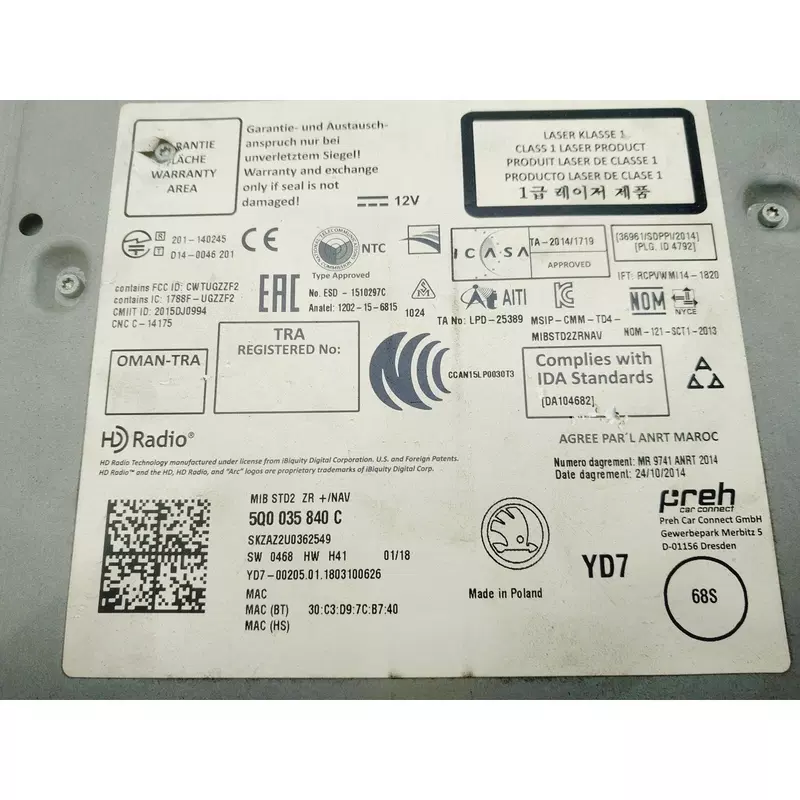 RANTIE
LÄCHE
WARRANTY
AREA
Garantie- und Austausch-
anspruch nur bei
unverletztem Siegel!
Warranty and exchange
only if seal is not
damaged!
12V
LASER KLASSE 1
CLASS 1 LASER PRODUCT
PRODUIT LASER DE CLASSE 1
PRODUCTO LASER DE CLASE 1
1급 레이저 제품
R 201-140245
T D14-0046 201
CE
NTC
Type Approved
ICASA
TA-2014/1719
APPROVED
[36961/SDPPI/2014]
[PLG. ID 4792]
IFT: RCPVWMI14-1820
contains FCC ID: CWTUGZZF2
contains IC: 1788F-UGZZF2
CMIIT ID: 2015DJ0994
CNC C-14175
EAC
No. ESD-1510297C
Anatel: 1202-15-6815
1024
AITI
TA No: LPD-25389
MSIP-CMM-TD4-
MIBSTD2ZRNAV
NOM
NYCE
NOM-121-SCT1-2013
OMAN-TRA
TRA
REGISTERED No:
CCAN15LP0030T3
Complies with
IDA Standards
[DA104682]
HD Radio®
HD Radio Technology manufactured under license from iBiquity Digital Corporation. U.S. and Foreign Patents.
HD Radio™ and the HD, HD Radio, and "Arc" logos are proprietary trademarks of iBiquity Digital Corp.
AGREE PAR'L ANRT MAROC
Numero dagrement: MR 9741 ANRT 2014
Date dagrement: 24/10/2014
MIB STD2 ZR +/NAV
5Q0 035 840 C
SKZAZ2U0362549
SW 0468 HW H41 01/18
YD7-00205.01.1803100626
MAC
MAC (BT) 30:C3:D9:7C:B7:40
MAC (HS)
Made in Poland
YD7
preh
car connect
Preh Car Connect GmbH
Gewerbepark Merbitz 5
D-01156 Dresden
68S